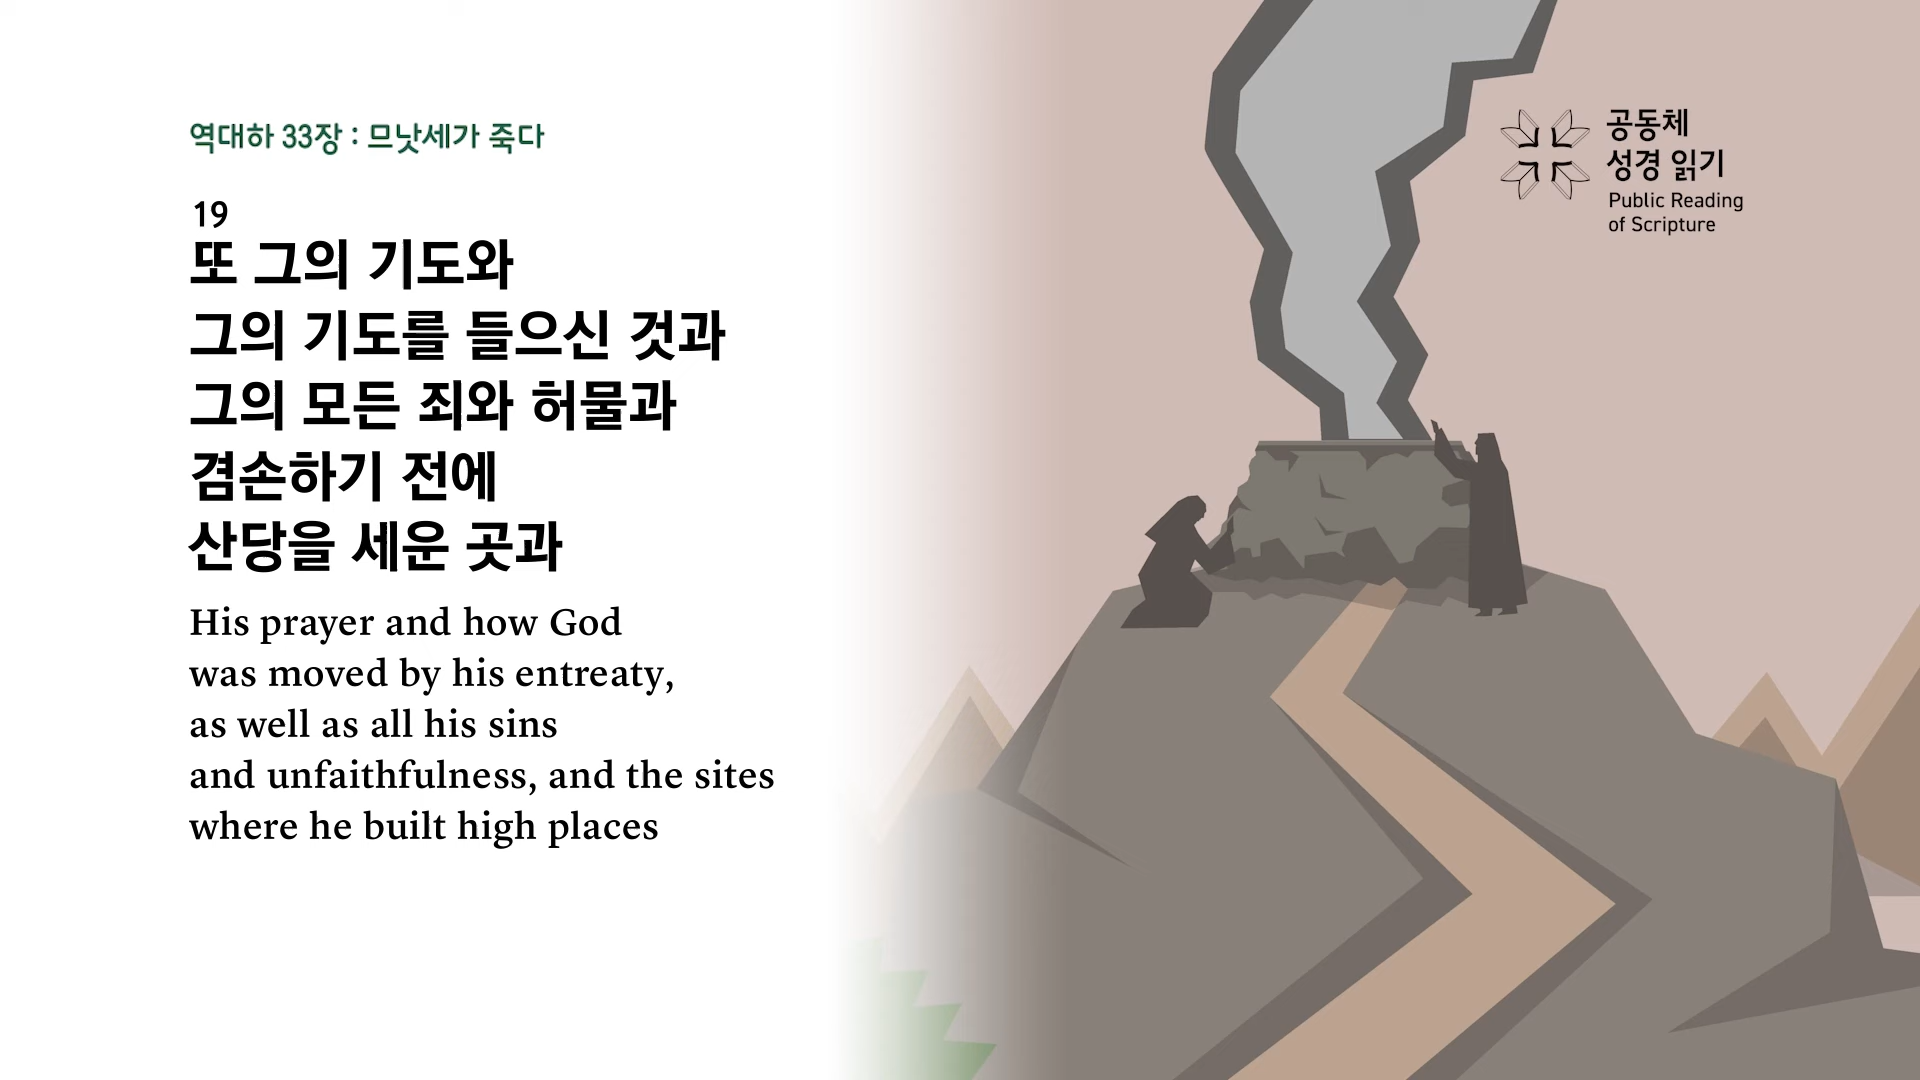 역대하 33장 : 므낫세가 죽다
19
또 그의 기도와
그의 기도를 들으신 것과
그의 모든 죄와 허물과
겸손하기 전에
산당을 세운 곳과
His prayer and how God
was moved by his entreaty,
as well as all his sins
and unfaithfulness, and the sites
where he built high places
공동체
성경 읽기
Public Reading
of Scripture